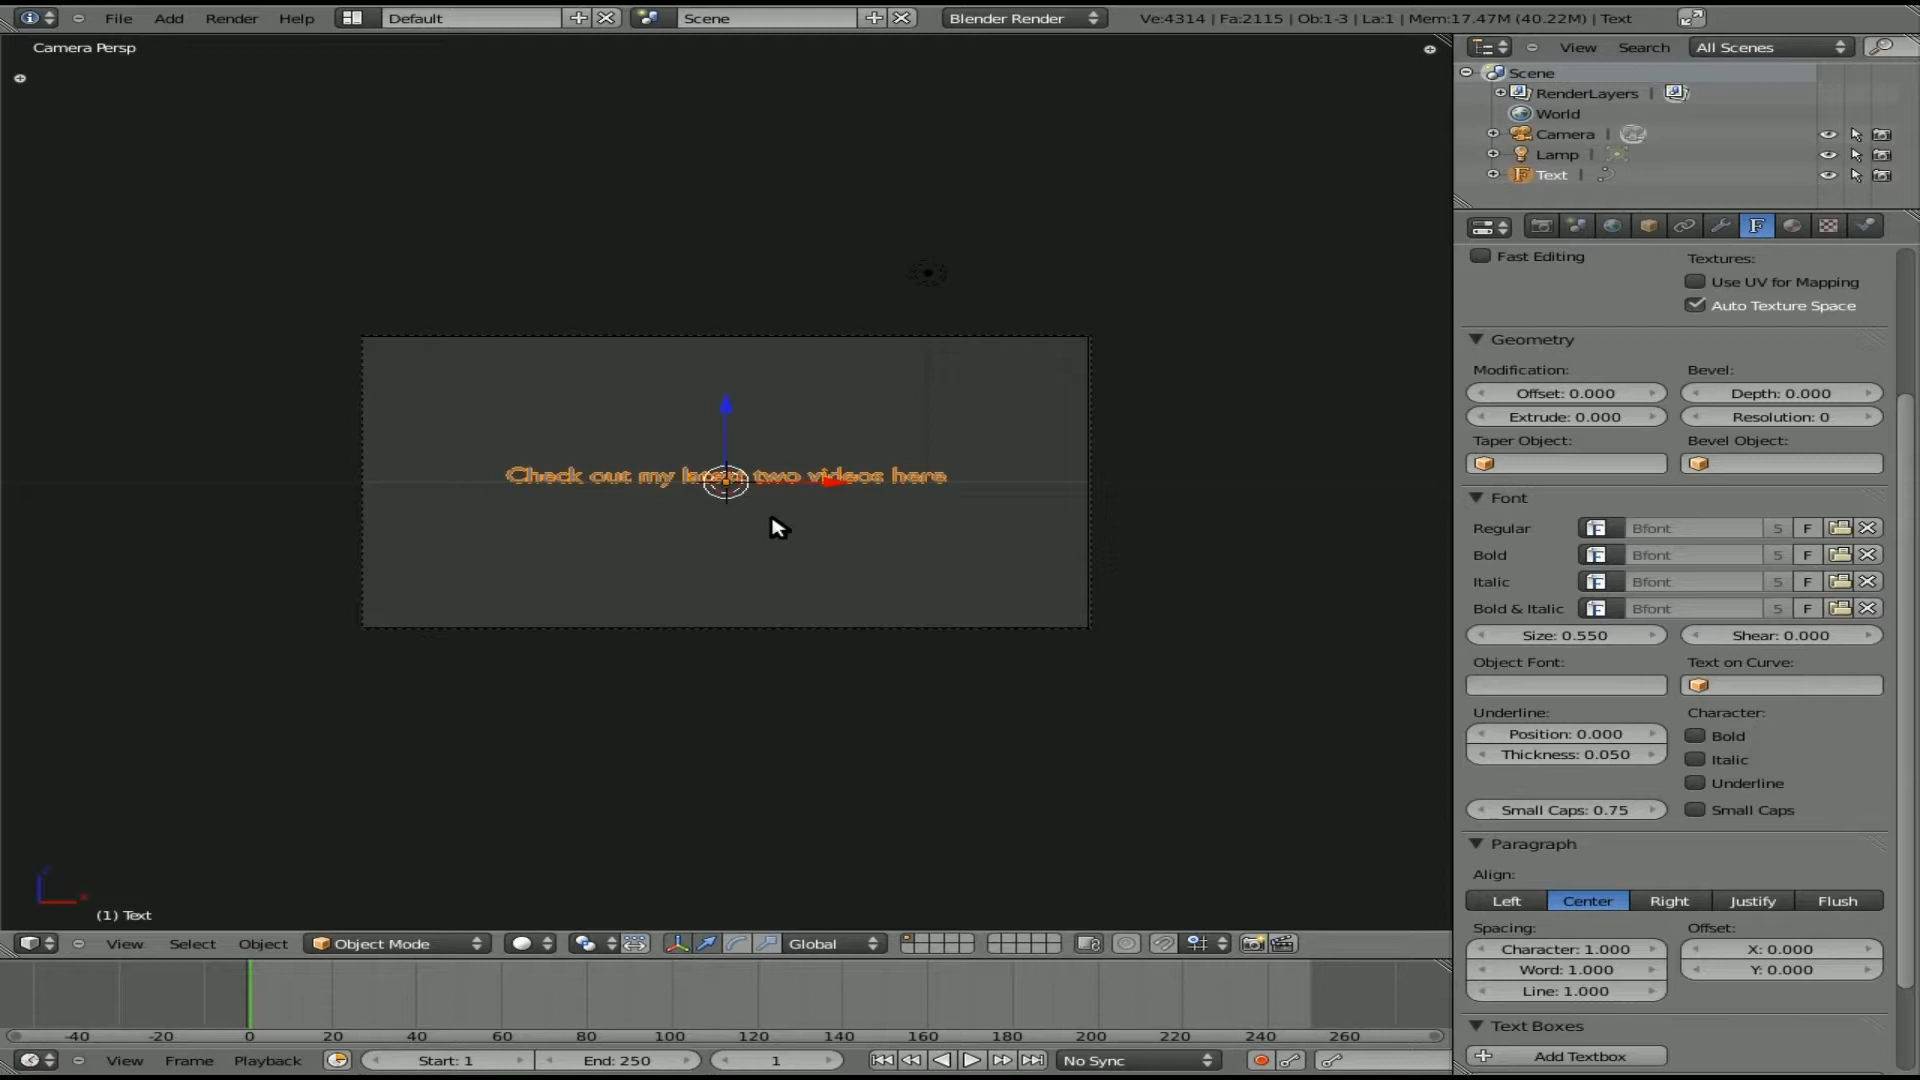 File Add Render Help Default Scene Blender Render Ve:4314 | Fa:2115 | Ob:1-3 | La:1 | Mem:17.47M (40.22M) | Text
Camera Persp
View Search All Scenes
Scene
RenderLayers |
World
Camera |
Lamp |
Text |
Fast Editing
Textures:
Use UV for Mapping
Auto Texture Space
Geometry
Modification: Bevel:
Offset: 0.000 Depth: 0.000
Extrude: 0.000 Resolution: 0
Taper Object: Bevel Object:
Check out my latest two videos here
Font
Regular F Bfont 5 F
Bold F Bfont 5 F
Italic F Bfont 5 F
Bold & Italic F Bfont 5 F
Size: 0.550 Shear: 0.000
Object Font: Text on Curve:
Underline: Character:
Position: 0.000 Bold
Thickness: 0.050 Italic
Underline
Small Caps: 0.75 Small Caps
Paragraph
Align:
Left Center Right Justify Flush
Spacing: Offset:
Character: 1.000 X: 0.000
Word: 1.000 Y: 0.000
Line: 1.000
Text Boxes
Add Textbox
(1) Text
View Select Object Object Mode Global
-40 -20 0 20 40 60 80 100 120 140 160 180 200 220 240 260
View Frame Playback Start: 1 End: 250 1 No Sync